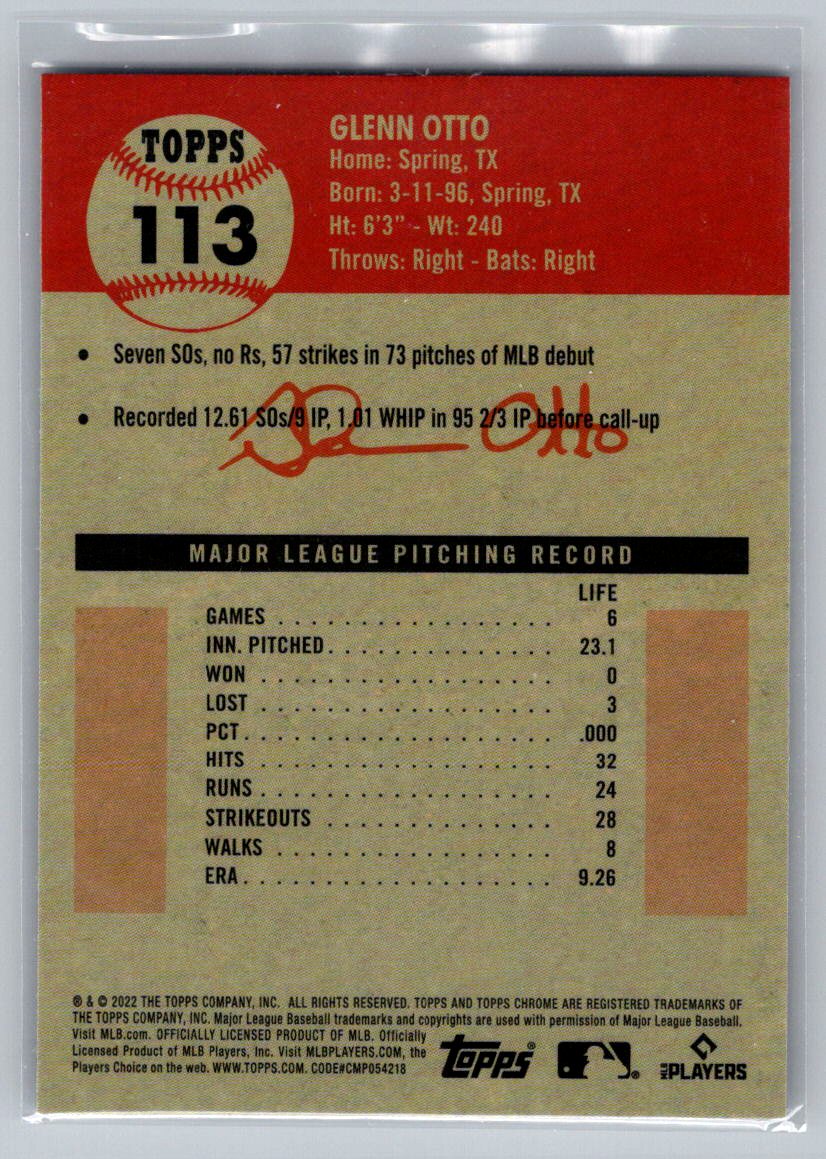 TOPPS
113
GLENN OTTO
Home: Spring, TX
Born: 3-11-96, Spring, TX
Ht: 6'3" - Wt: 240
Throws: Right - Bats: Right
• Seven SOs, no Rs, 57 strikes in 73 pitches of MLB debut
• Recorded 12.61 SOs/9 IP, 1.01 WHIP in 95 2/3 IP before call-up
Otto
MAJOR LEAGUE PITCHING RECORD
LIFE
GAMES . . . . . . . . . . . . . . . . . 6
INN. PITCHED . . . . . . . . . . . . . . 23.1
WON . . . . . . . . . . . . . . . . . . 0
LOST . . . . . . . . . . . . . . . . . . 3
PCT . . . . . . . . . . . . . . . . . . .000
HITS . . . . . . . . . . . . . . . . . . 32
RUNS . . . . . . . . . . . . . . . . . . 24
STRIKEOUTS . . . . . . . . . . . . . . 28
WALKS . . . . . . . . . . . . . . . . . 8
ERA . . . . . . . . . . . . . . . . . . 9.26
® & © 2022 THE TOPPS COMPANY, INC. ALL RIGHTS RESERVED. TOPPS AND TOPPS CHROME ARE REGISTERED TRADEMARKS OF
THE TOPPS COMPANY, INC. Major League Baseball trademarks and copyrights are used with permission of Major League Baseball.
Visit MLB.com. OFFICIALLY LICENSED PRODUCT OF MLB. Officially
Licensed Product of MLB Players, Inc. Visit MLBPLAYERS.COM, the
Players Choice on the web. WWW.TOPPS.COM. CODE#CMP054218
topps®
®
MLB PLAYERS